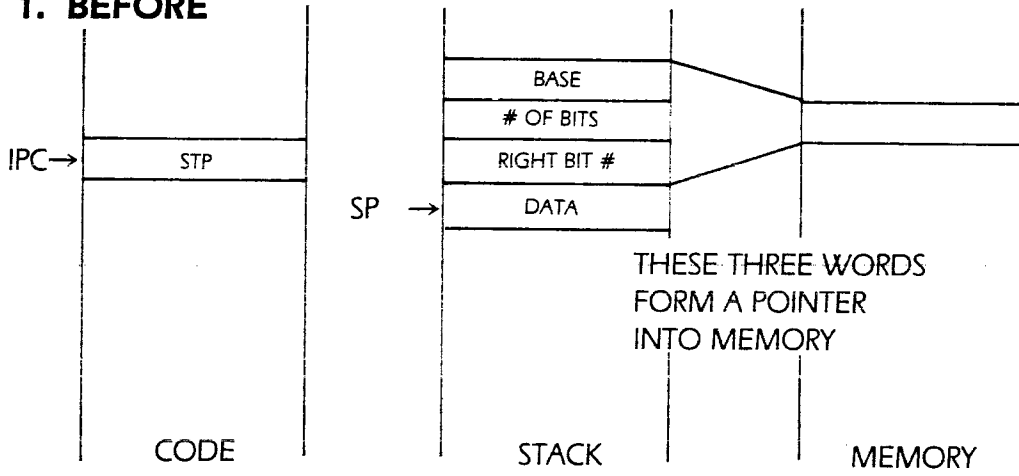 1. BEFORE
BASE
# OF BITS
IPC→ STP
RIGHT BIT #
SP → DATA
THESE THREE WORDS
FORM A POINTER
INTO MEMORY
CODE STACK MEMORY